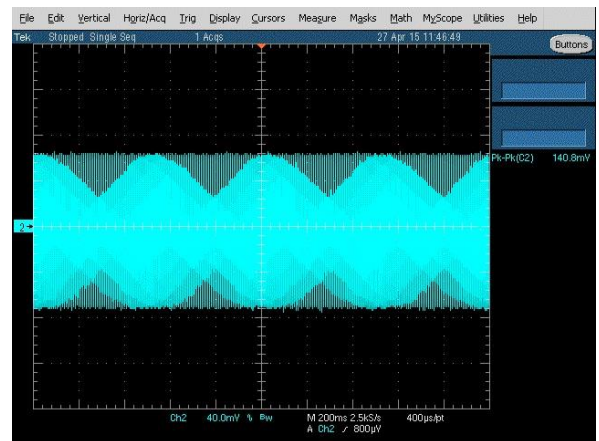 File Edit Vertical Horiz/Acq Trig Display Cursors Measure Masks Math MyScope Utilities Help
Tek Stopped Single Seq 1 Acqs 27 Apr 15 11:46:49
Buttons
Pk-Pk(C2) 140.8mV
2
Ch2 40.0mV % Bw M 200ms 2.5kS/s 400µs/pt
A Ch2 800µV